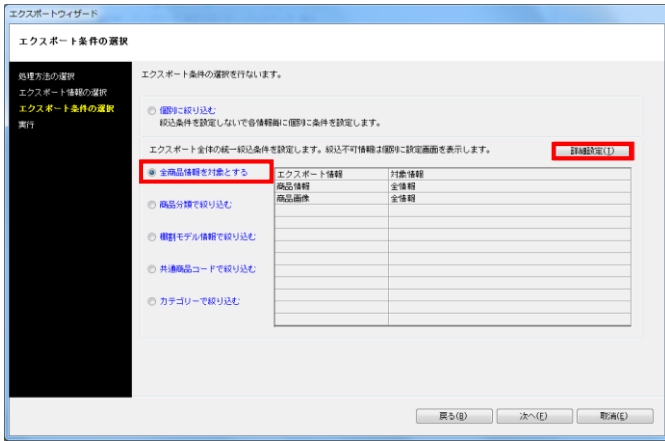 エクスポートウィザード
エクスポート条件の選択
処理方法の選択
エクスポート情報の選択
エクスポート条件の選択
実行
エクスポート条件の選択を行ないます。
個別に絞り込む
絞込条件を設定しないで各情報毎に個別に条件を設定します。
エクスポート全体の統一絞込条件を設定します。絞込不可情報は個別に設定画面を表示します。
詳細設定(T)
全商品情報を対象とする
商品分類で絞り込む
棚割モデル情報で絞り込む
共通商品コードで絞り込む
カテゴリーで絞り込む
エクスポート情報 対象情報
商品情報 全情報
商品画像 全情報
戻る(B) 次へ(F) 取消(E)